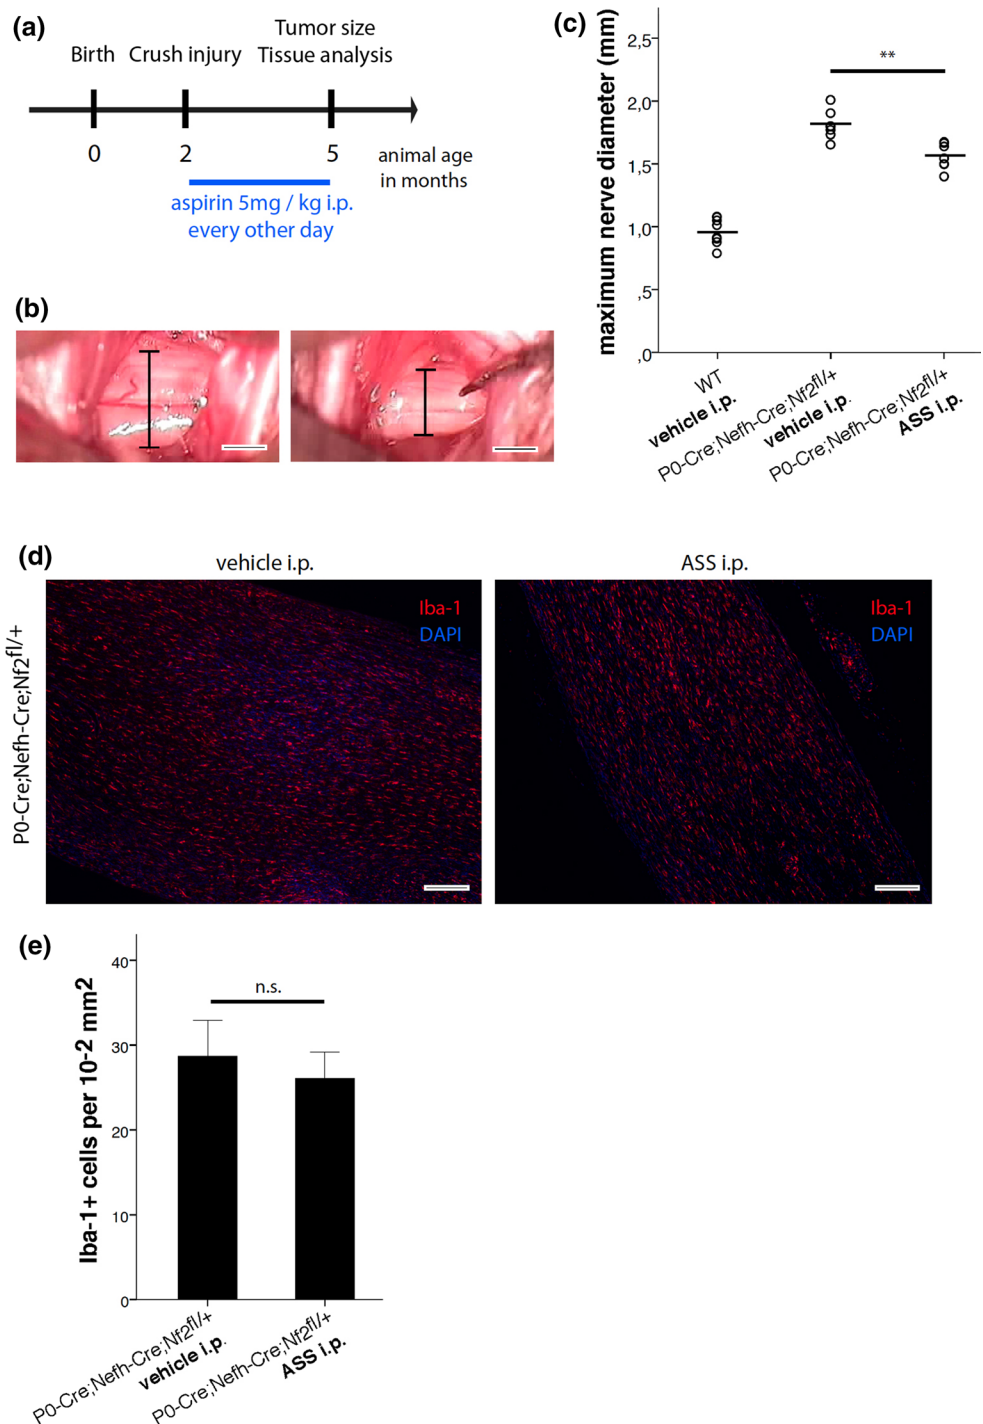 (a)
Tumor size
Birth Crush injury Tissue analysis
0 2 5 animal age
in months
aspirin 5mg / kg i.p.
every other day
(b)
(c)
maximum nerve diameter (mm)
2,5
2,0
1,5
1,0
,5
,0
**
WT
vehicle i.p.
P0-Cre;Nefh-Cre;Nf2fl/+
vehicle i.p.
P0-Cre;Nefh-Cre;Nf2fl/+
ASS i.p.
(d)
vehicle i.p. ASS i.p.
P0-Cre;Nefh-Cre;Nf2fl/+
Iba-1
DAPI
Iba-1
DAPI
(e)
Iba-1+ cells per 10-2 mm2
40
30
20
10
0
n.s.
P0-Cre;Nefh-Cre;Nf2fl/+
vehicle i.p.
P0-Cre;Nefh-Cre;Nf2fl/+
ASS i.p.